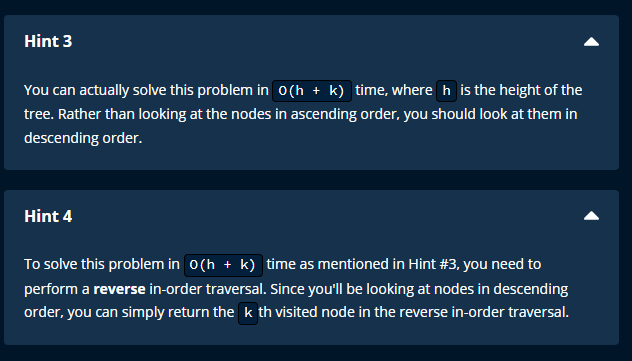 Hint 3
You can actually solve this problem in O(h + k) time, where h is the height of the
tree. Rather than looking at the nodes in ascending order, you should look at them in
descending order.
Hint 4
To solve this problem in O(h + k) time as mentioned in Hint #3, you need to
perform a reverse in-order traversal. Since you'll be looking at nodes in descending
order, you can simply return the k th visited node in the reverse in-order traversal.